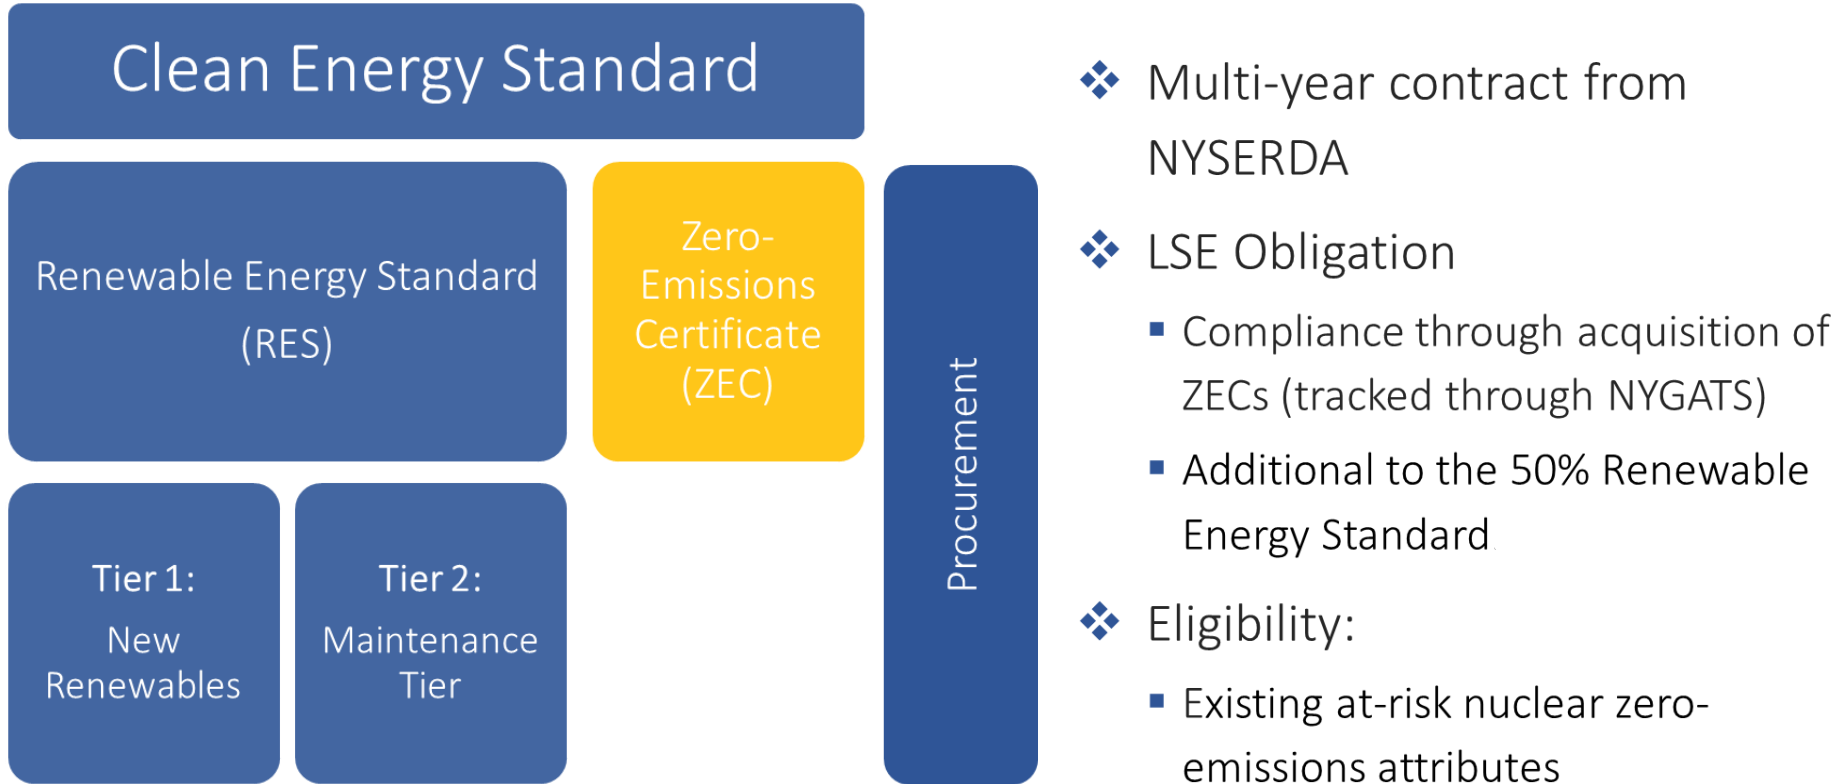 Clean Energy Standard
Renewable Energy Standard
(RES)
Zero-
Emissions
Certificate
(ZEC)
Tier 1:
New
Renewables
Tier 2:
Maintenance
Tier
Procurement
Multi-year contract from
NYSERDA
LSE Obligation
Compliance through acquisition of
ZECs (tracked through NYGATS)
Additional to the 50% Renewable
Energy Standard
Eligibility:
Existing at-risk nuclear zero-
emissions attributes